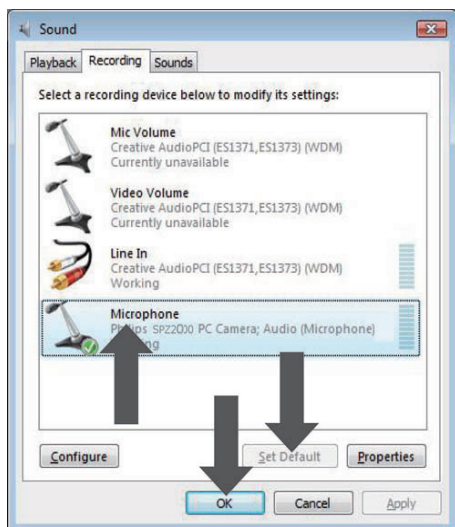 Sound
Playback Recording Sounds
Select a recording device below to modify its settings:
Mic Volume
Creative AudioPCI (ES1371,ES1373) (WDM)
Currently unavailable
Video Volume
Creative AudioPCI (ES1371,ES1373) (WDM)
Currently unavailable
Line In
Creative AudioPCI (ES1371,ES1373) (WDM)
Working
Microphone
SPZ2000 PC Camera; Audio (Microphone)
Configure Set Default Properties
OK Cancel Apply